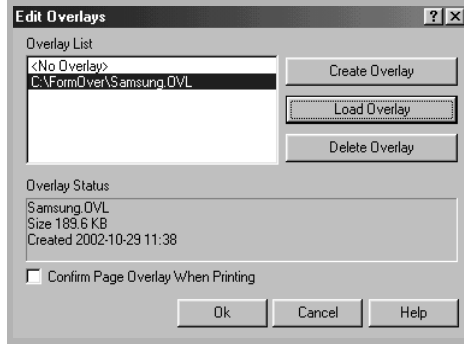 Edit Overlays
Overlay List
<No Overlay>
C:\FormOver\Samsung.OVL
Create Overlay
Load Overlay
Delete Overlay
Overlay Status
Samsung.OVL
Size 189.6 KB
Created 2002-10-29 11:38
Confirm Page Overlay When Printing
Ok Cancel Help